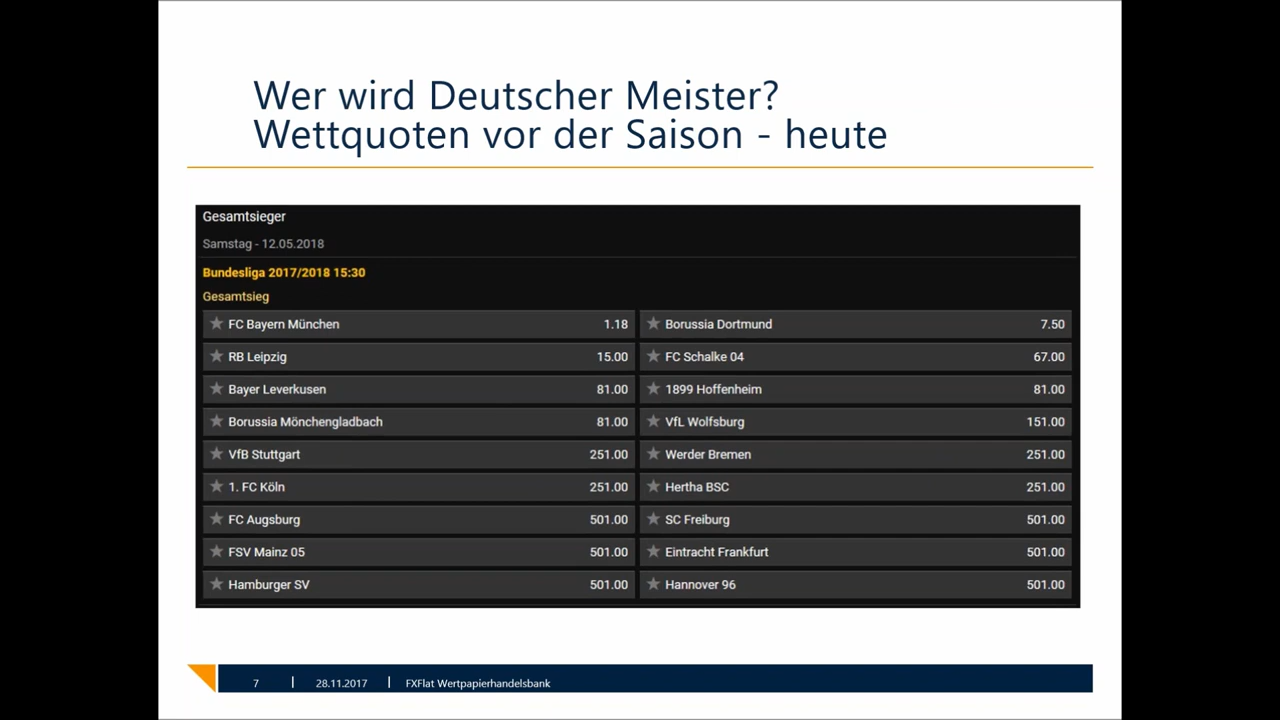 Wer wird Deutscher Meister?
Wettquoten vor der Saison - heute
Gesamtsieger
Samstag - 12.05.2018
Bundesliga 2017/2018 15:30
Gesamtsieg
FC Bayern München 1.18 Borussia Dortmund 7.50
RB Leipzig 15.00 FC Schalke 04 67.00
Bayer Leverkusen 81.00 1899 Hoffenheim 81.00
Borussia Mönchengladbach 81.00 VfL Wolfsburg 151.00
VfB Stuttgart 251.00 Werder Bremen 251.00
1. FC Köln 251.00 Hertha BSC 251.00
FC Augsburg 501.00 SC Freiburg 501.00
FSV Mainz 05 501.00 Eintracht Frankfurt 501.00
Hamburger SV 501.00 Hannover 96 501.00
7 | 28.11.2017 | FXFlat Wertpapierhandelsbank